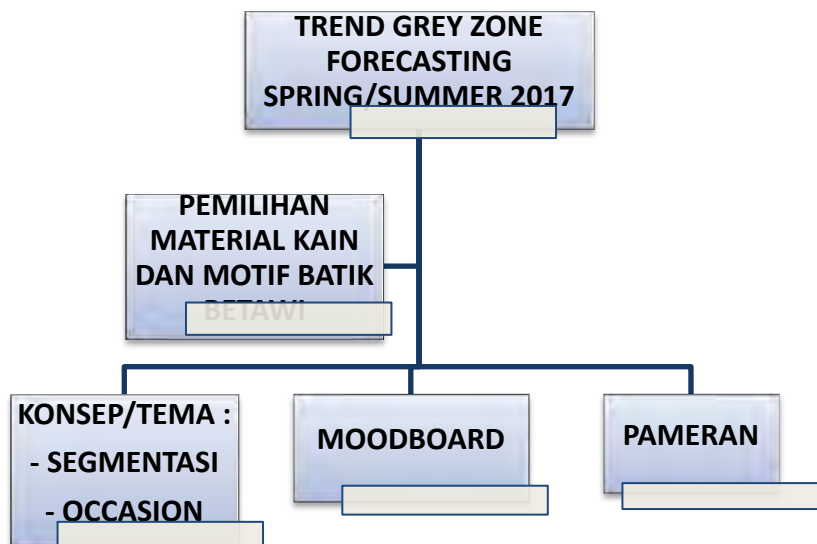 TREND GREY ZONE
FORECASTING
SPRING/SUMMER 2017
PEMILIHAN
MATERIAL KAIN
DAN MOTIF BATIK
BETAWI
KONSEP/TEMA :
- SEGMENTASI
- OCCASION
MOODBOARD
PAMERAN